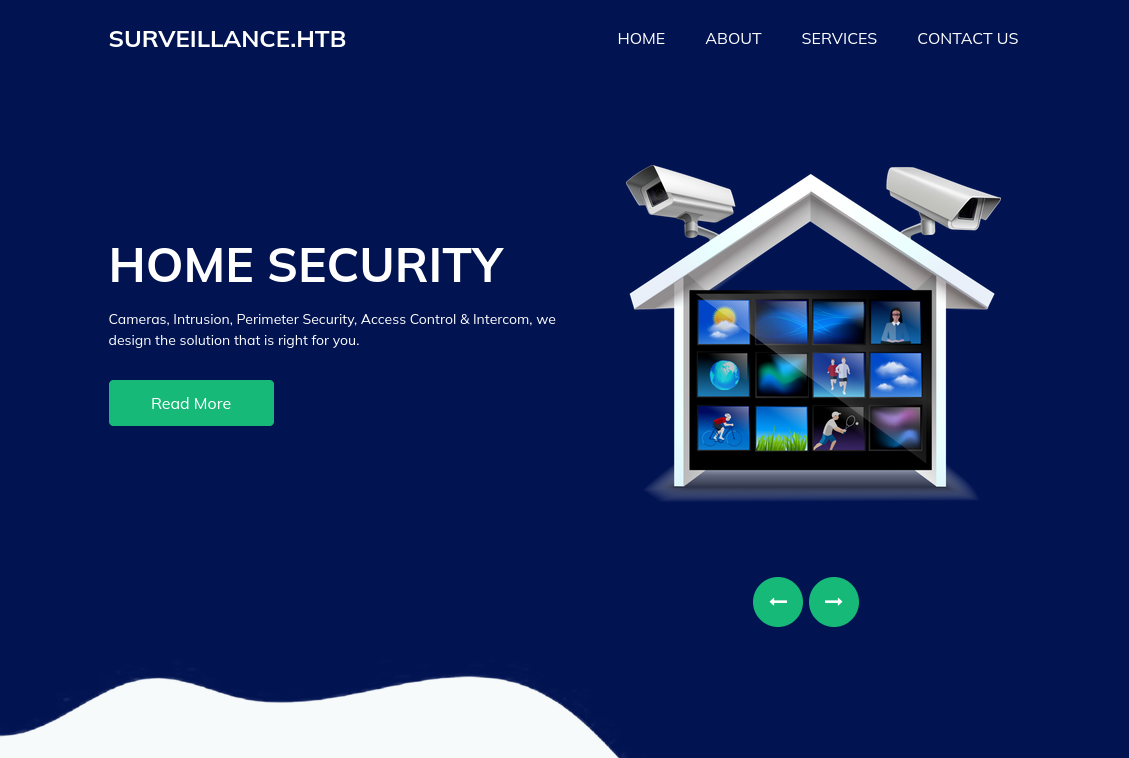 SURVEILLANCE.HTB
HOME ABOUT SERVICES CONTACT US
HOME SECURITY
Cameras, Intrusion, Perimeter Security, Access Control & Intercom, we
design the solution that is right for you.
Read More